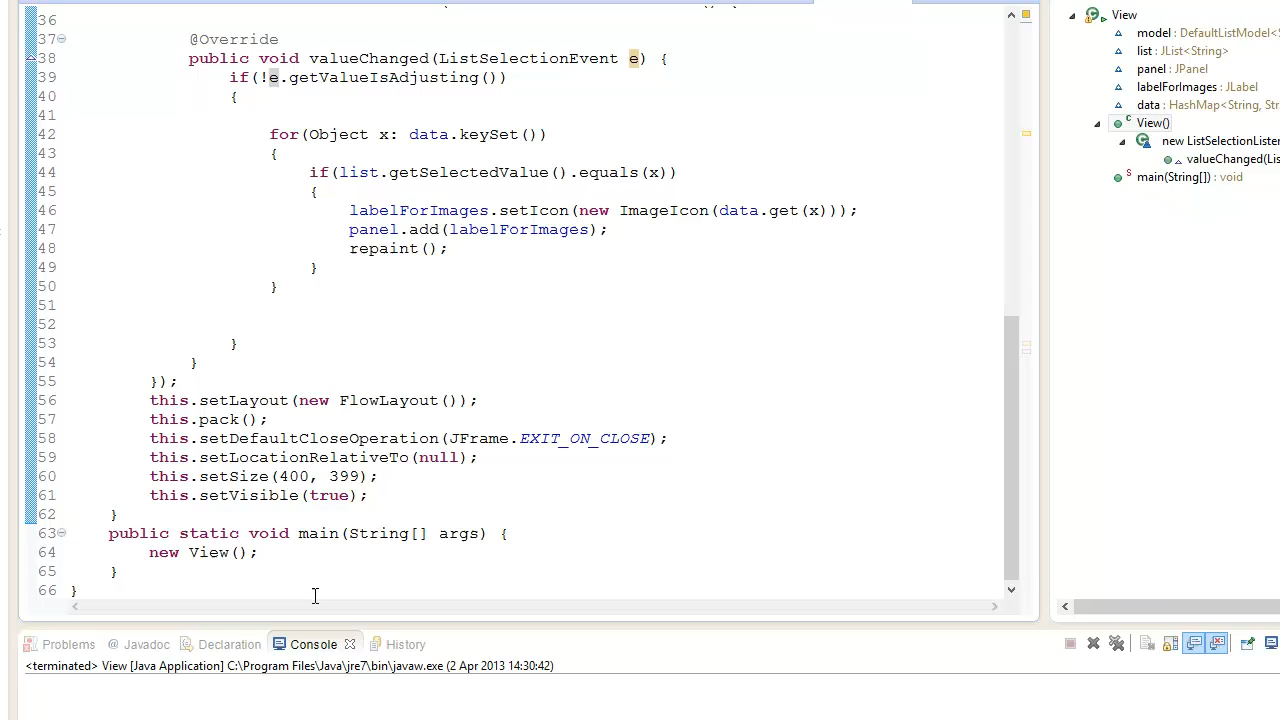 36
37 @Override
38 public void valueChanged(ListSelectionEvent e) {
39 if(!e.getValueIsAdjusting())
40 {
41
42 for(Object x: data.keySet())
43 {
44 if(list.getSelectedValue().equals(x))
45 {
46 labelForImages.setIcon(new ImageIcon(data.get(x)));
47 panel.add(labelForImages);
48 repaint();
49 }
50 }
51
52
53 }
54 }
55 });
56 this.setLayout(new FlowLayout());
57 this.pack();
58 this.setDefaultCloseOperation(JFrame.EXIT_ON_CLOSE);
59 this.setLocationRelativeTo(null);
60 this.setSize(400, 399);
61 this.setVisible(true);
62 }
63 public static void main(String[] args) {
64 new View();
65 }
66 }
View
model : DefaultListModel<S
list : JList<String>
panel : JPanel
labelForImages : JLabel
data : HashMap<String, Str
View()
new ListSelectionListe
valueChanged(Lis
main(String[]) : void
Problems @ Javadoc Declaration Console History
<terminated> View [Java Application] C:\Program Files\Java\jre7\bin\javaw.exe (2 Apr 2013 14:30:42)